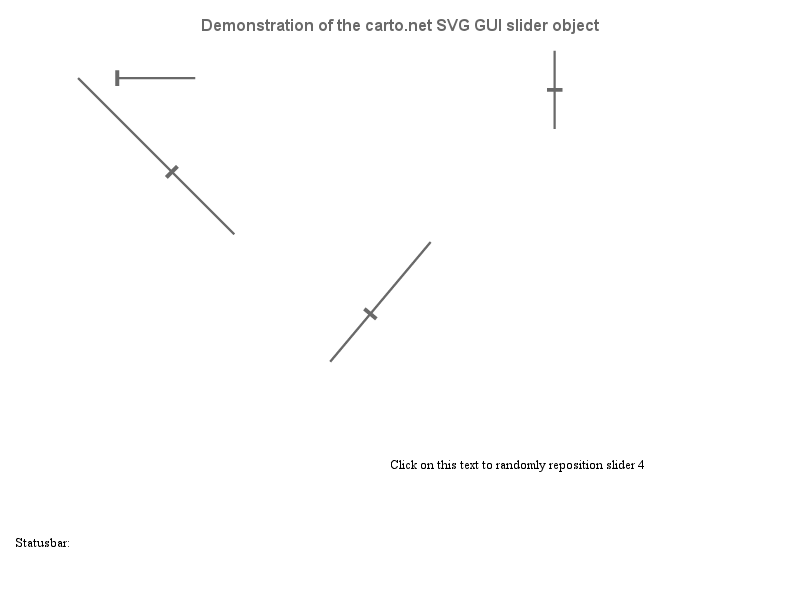 Demonstration of the carto.net SVG GUI slider object
Click on this text to randomly reposition slider 4
Statusbar: